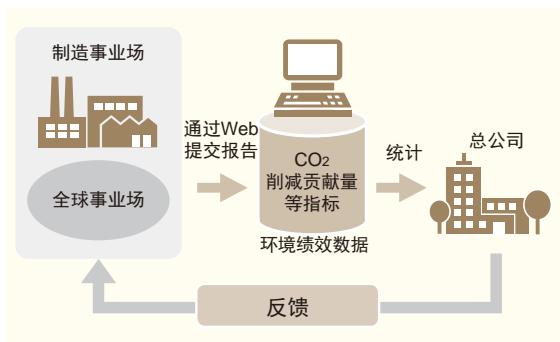 制造事业场
全球事业场
通过Web
提交报告
CO2
削减贡献量
等指标
环境绩效数据
统计
总公司
反馈